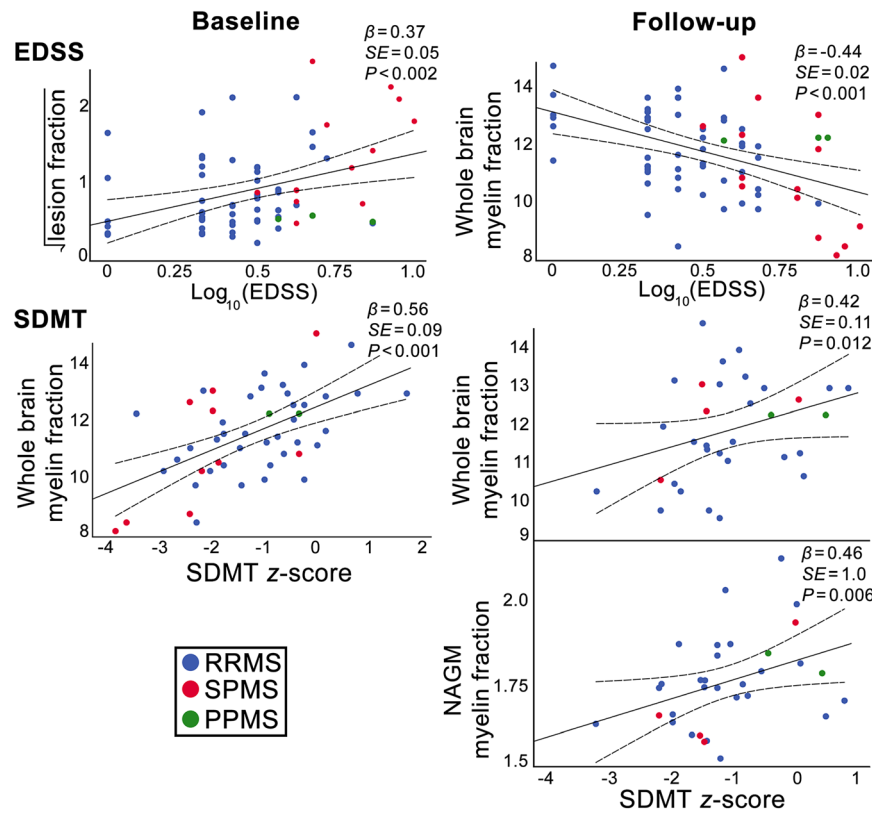 Baseline
Follow-up
EDSS
β=0.37
SE=0.05
P<0.002
√lesion fraction
2
1
0
0
0.25
0.5
0.75
1.0
Log10(EDSS)
β=-0.44
SE=0.02
P<0.001
Whole brain
myelin fraction
14
12
10
8
0
0.25
0.5
0.75
1.0
Log10(EDSS)
SDMT
β=0.56
SE=0.09
P<0.001
Whole brain
myelin fraction
14
12
10
8
-4
-3
-2
-1
0
1
2
SDMT z-score
β=0.42
SE=0.11
P=0.012
Whole brain
myelin fraction
14
13
12
11
10
9
β=0.46
SE=1.0
P=0.006
NAGM
myelin fraction
2.0
1.75
1.5
-4
-3
-2
-1
0
1
SDMT z-score
RRMS
SPMS
PPMS